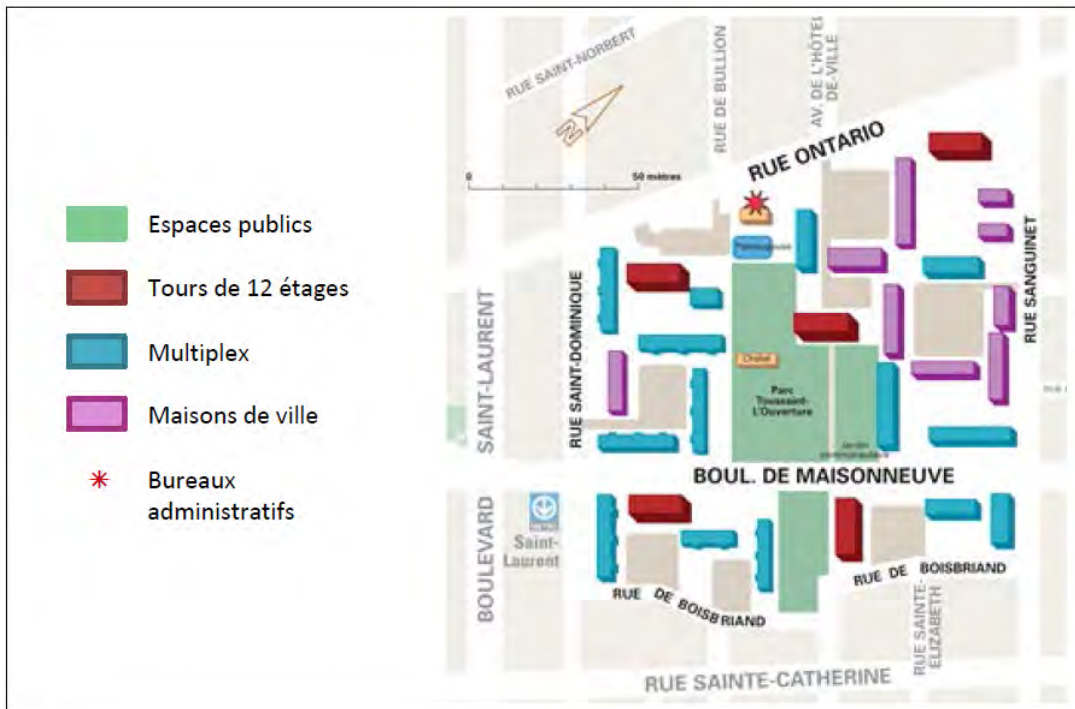 Espaces publics
Tours de 12 étages
Multiplex
Maisons de ville
Bureaux
administratifs
RUE SAINT-NORBERT
N
0
50 mètres
RUE DE BULLION
AV. DE L'HÔTEL
DE-VILLE
RUE ONTARIO
RUE SAINT-DOMINIQUE
RUE SANGUINET
Chalet
Parc
Toussaint-
L'Ouverture
Jardin
communautaire
BOUL. DE MAISONNEUVE
BOULEVARD SAINT-LAURENT
Saint-
Laurent
RUE DE BOISBRIAND
RUE DE BOISBRIAND
RUE SAINTE-
ELIZABETH
RUE SAINTE-CATHERINE